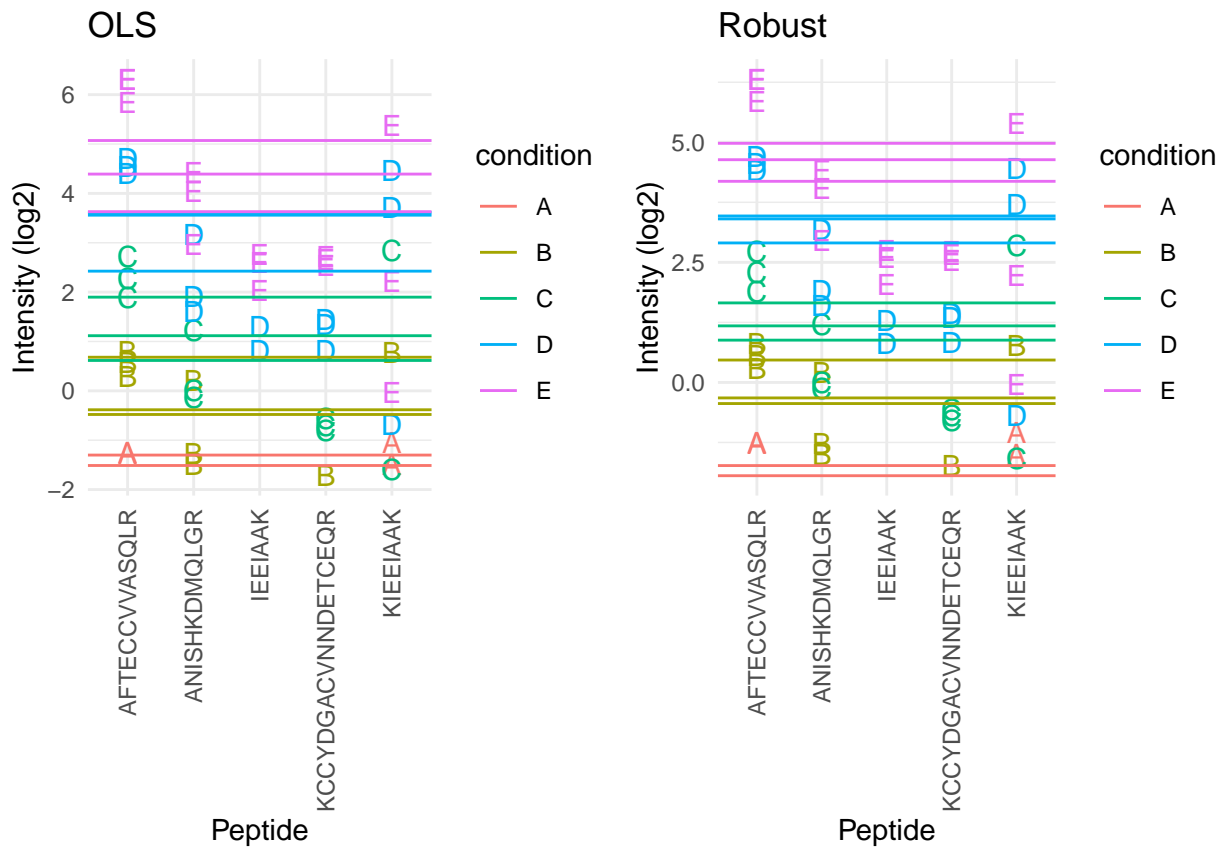 OLS
Intensity (log2)
6
4
2
0
−2
AFTECCVVASQLR
ANISHKDMQLGR
IEEIAAK
KCCYDGACVNNDETCEQR
KIEEIAAK
Peptide
condition
A
B
C
D
E
Robust
Intensity (log2)
5.0
2.5
0.0
AFTECCVVASQLR
ANISHKDMQLGR
IEEIAAK
KCCYDGACVNNDETCEQR
KIEEIAAK
Peptide
condition
A
B
C
D
E